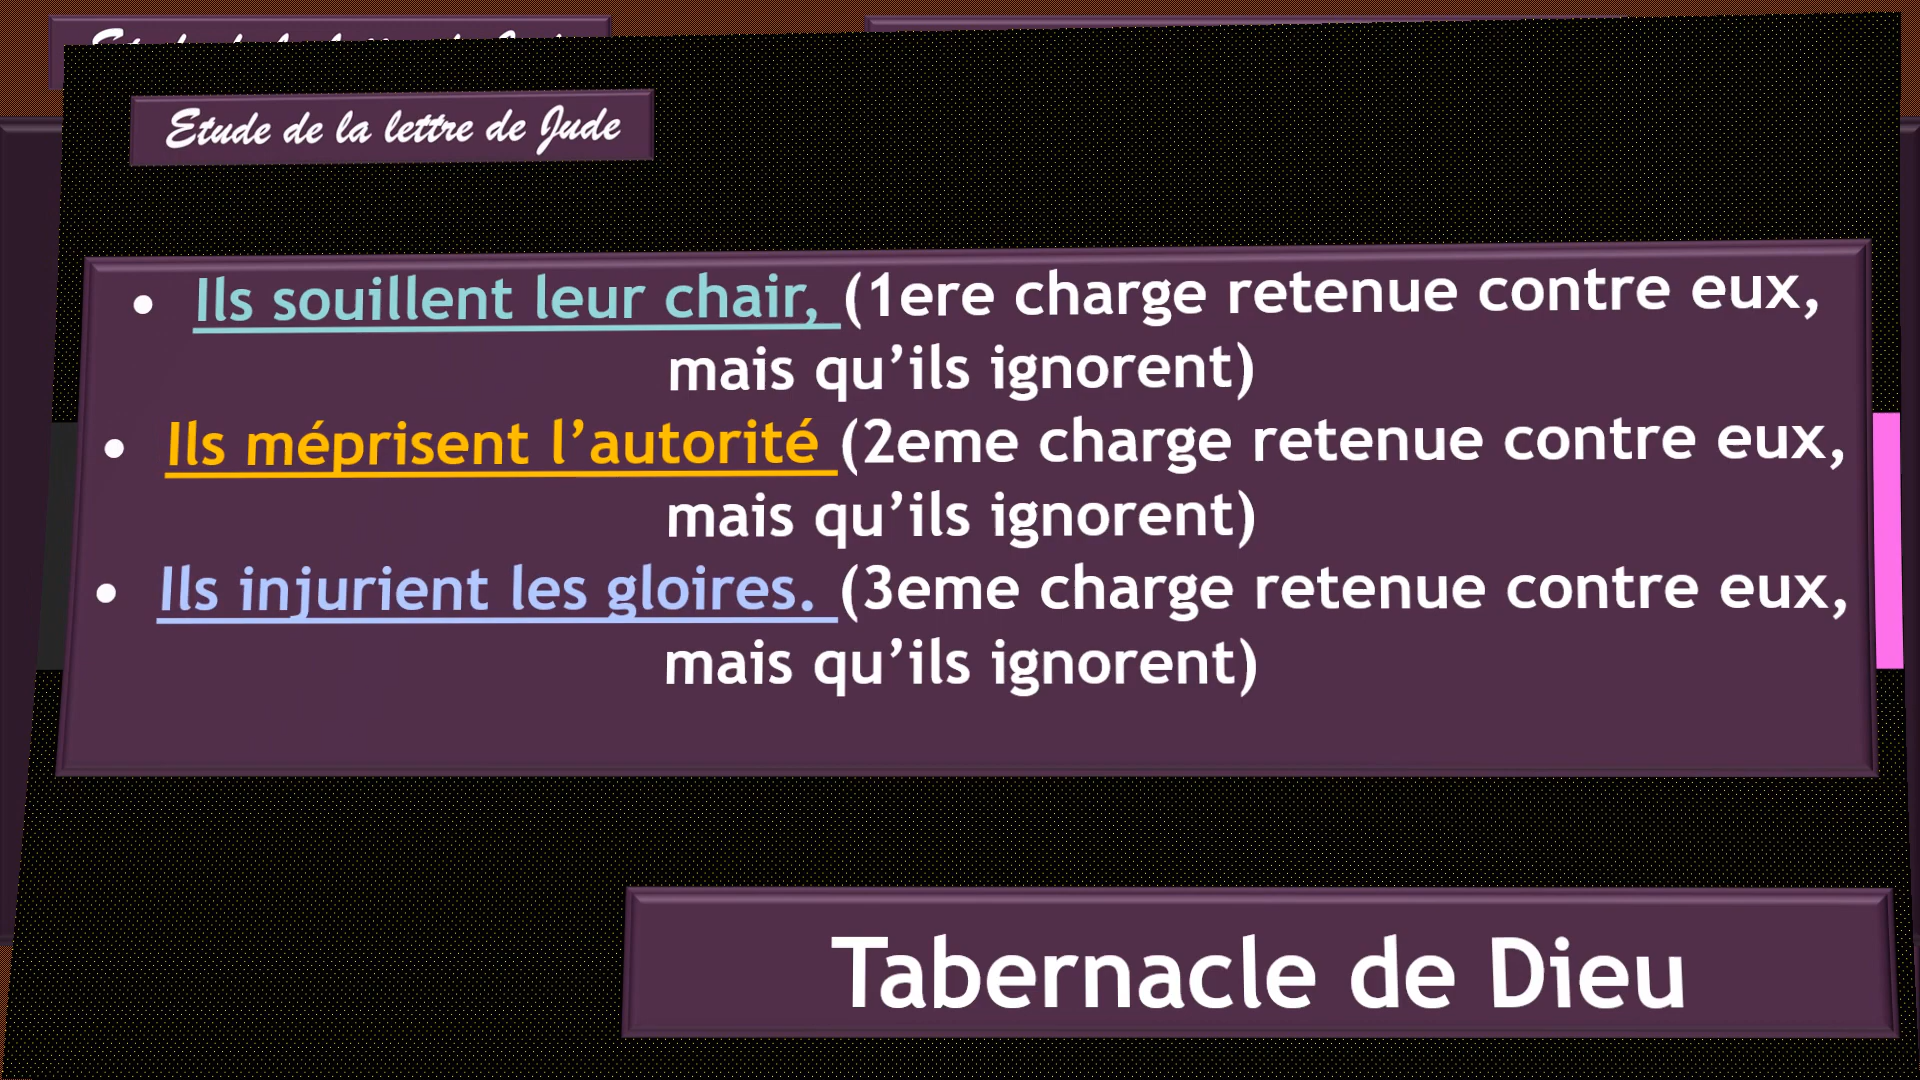 Etude de la lettre de Jude
• Ils souillent leur chair, (1ere charge retenue contre eux,
mais qu’ils ignorent)
• Ils méprisent l’autorité (2eme charge retenue contre eux,
mais qu’ils ignorent)
• Ils injurient les gloires. (3eme charge retenue contre eux,
mais qu’ils ignorent)
Tabernacle de Dieu